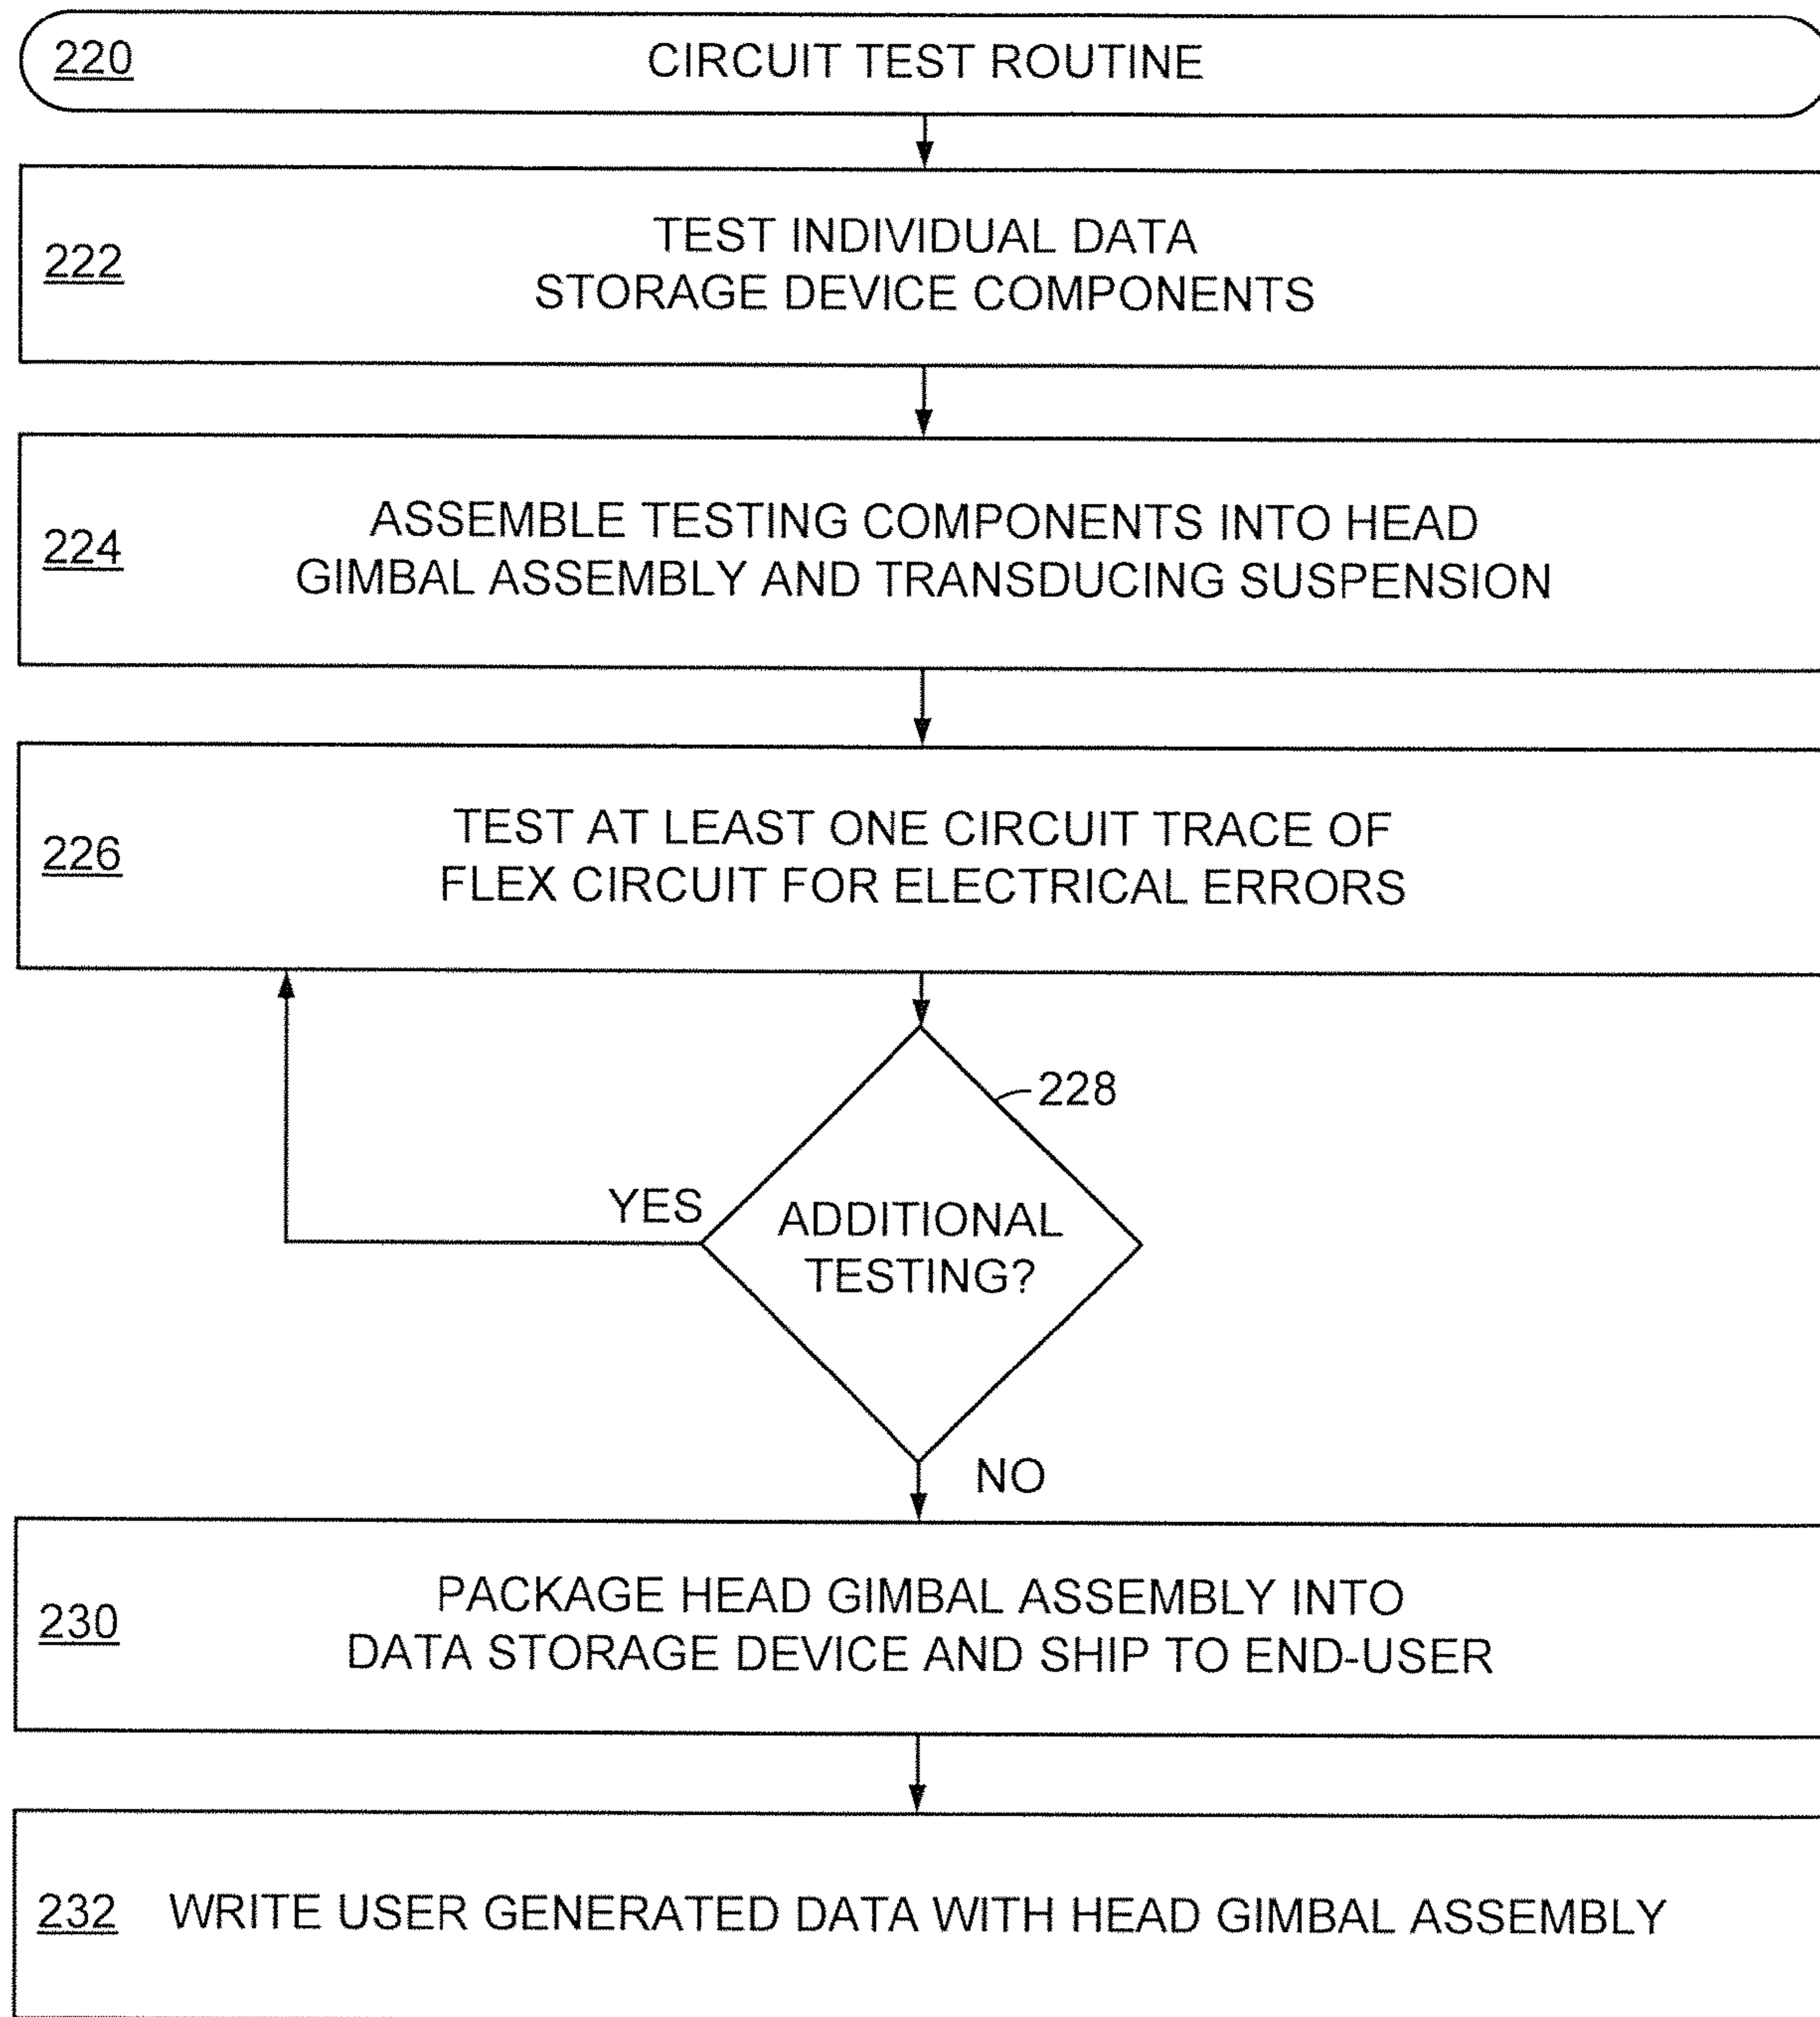 220
CIRCUIT TEST ROUTINE
222
TEST INDIVIDUAL DATA
STORAGE DEVICE COMPONENTS
224
ASSEMBLE TESTING COMPONENTS INTO HEAD
GIMBAL ASSEMBLY AND TRANSDUCING SUSPENSION
226
TEST AT LEAST ONE CIRCUIT TRACE OF
FLEX CIRCUIT FOR ELECTRICAL ERRORS
228
YES
ADDITIONAL
TESTING?
NO
230
PACKAGE HEAD GIMBAL ASSEMBLY INTO
DATA STORAGE DEVICE AND SHIP TO END-USER
232
WRITE USER GENERATED DATA WITH HEAD GIMBAL ASSEMBLY